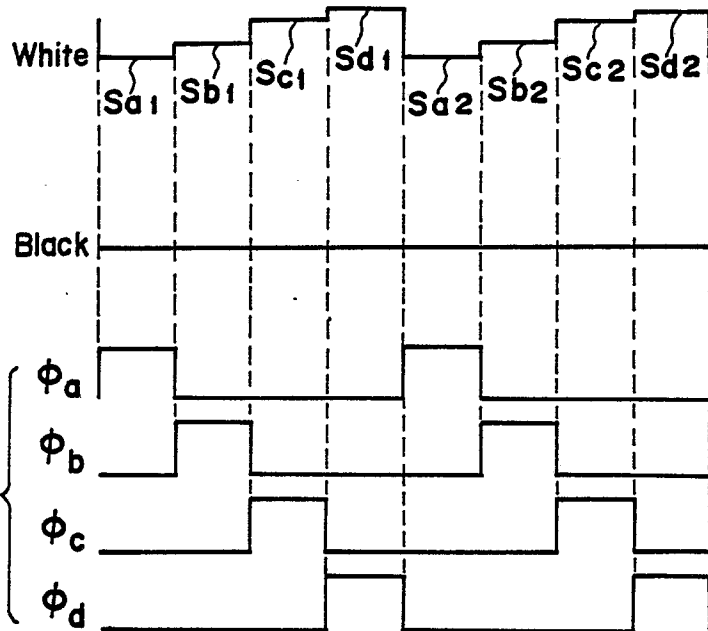 White
Sa1 Sb1 Sc1 Sd1 Sa2 Sb2 Sc2 Sd2
Black
ϕa
ϕb
ϕc
ϕd